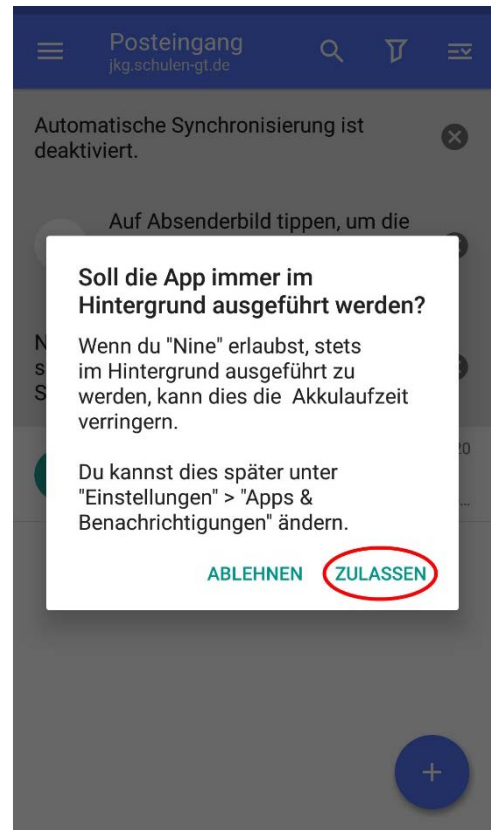 Posteingang
jkg.schulen-gt.de
Automatische Synchronisierung ist
deaktiviert.
Auf Absenderbild tippen, um die
Soll die App immer im
Hintergrund ausgeführt werden?
Wenn du "Nine" erlaubst, stets
im Hintergrund ausgeführt zu
werden, kann dies die Akkulaufzeit
verringern.
Du kannst dies später unter
"Einstellungen" > "Apps &
Benachrichtigungen" ändern.
ABLEHNEN ZULASSEN